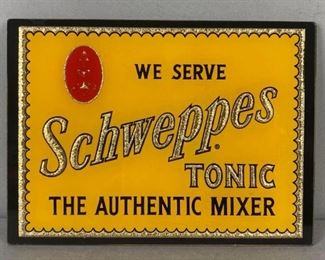 WE SERVE
Schweppes®
TONIC
THE AUTHENTIC MIXER